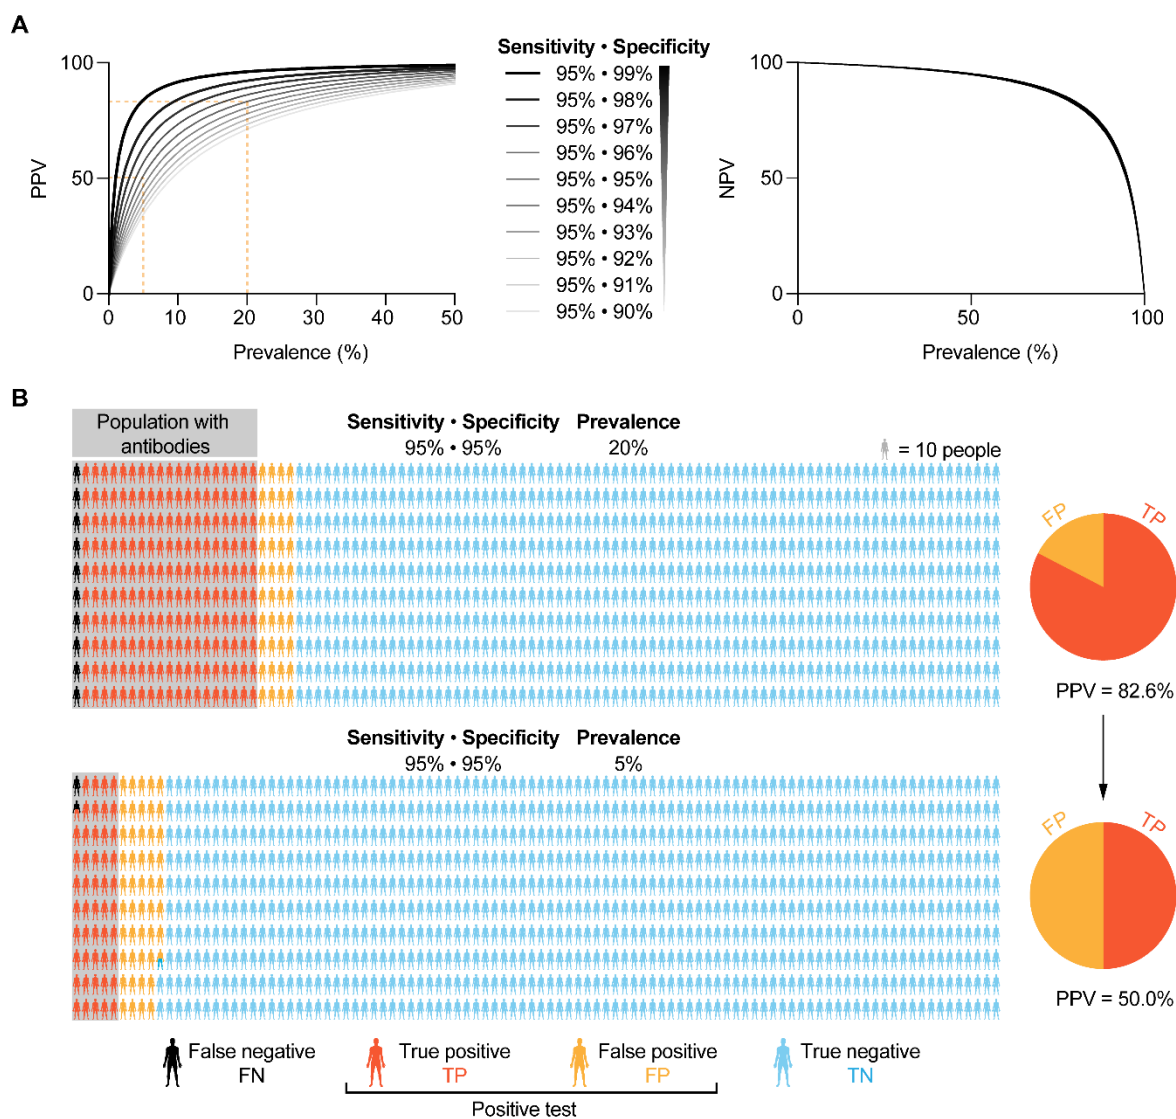 A
Sensitivity • Specificity
100
50
0
PPV
0 10 20 30 40 50
Prevalence (%)
95% • 99%
95% • 98%
95% • 97%
95% • 96%
95% • 95%
95% • 94%
95% • 93%
95% • 92%
95% • 91%
95% • 90%
100
50
0
NPV
0 50 100
Prevalence (%)
B
Population with
antibodies
Sensitivity • Specificity Prevalence
95% • 95% 20%
= 10 people
FP TP
PPV = 82.6%
Sensitivity • Specificity Prevalence
95% • 95% 5%
FP TP
PPV = 50.0%
False negative
FN
True positive
TP
False positive
FP
True negative
TN
Positive test